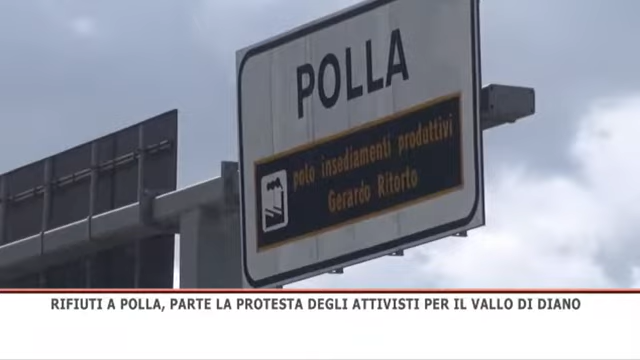 POLLA
polo insediamenti produttivi
Gerardo Ritorto
RIFIUTI A POLLA, PARTE LA PROTESTA DEGLI ATTIVISTI PER IL VALLO DI DIANO